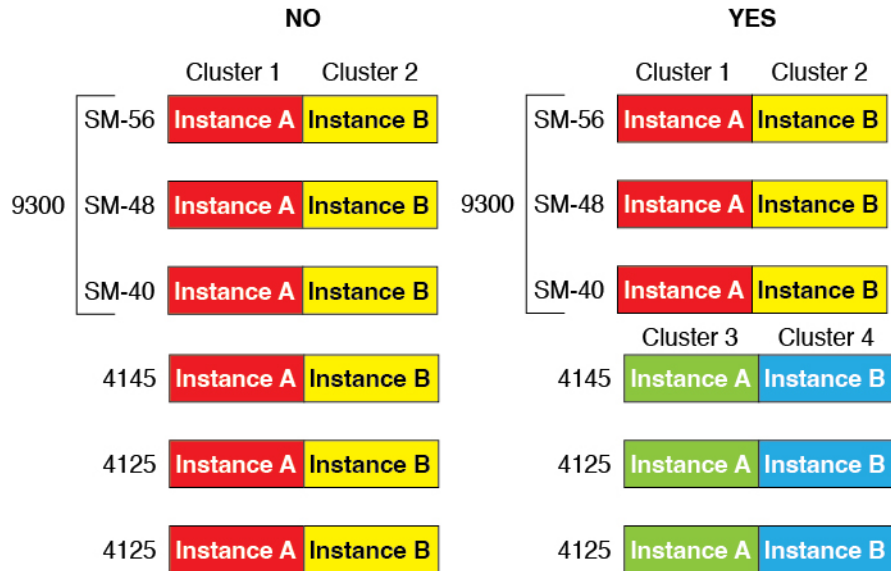 NO YES
Cluster 1 Cluster 2 Cluster 1 Cluster 2
SM-56 Instance A Instance B SM-56 Instance A Instance B
9300 SM-48 Instance A Instance B 9300 SM-48 Instance A Instance B
SM-40 Instance A Instance B SM-40 Instance A Instance B
Cluster 3 Cluster 4
4145 Instance A Instance B 4145 Instance A Instance B
4125 Instance A Instance B 4125 Instance A Instance B
4125 Instance A Instance B 4125 Instance A Instance B